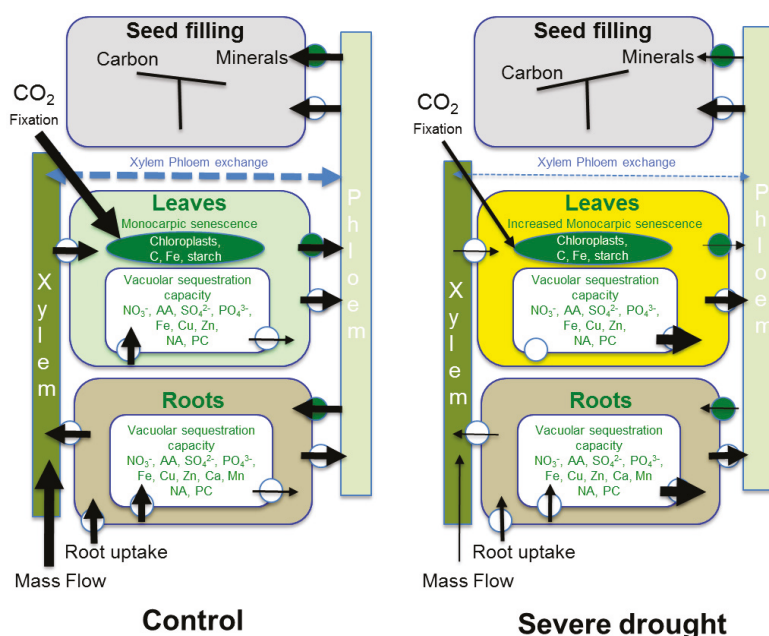 Seed filling
Carbon
Minerals
CO₂
Fixation
Xylem Phloem exchange
Leaves
Monocarpic senescence
Chloroplasts,
C, Fe, starch
Vacuolar sequestration
capacity
NO₃⁻, AA, SO₄²⁻, PO₄³⁻,
Fe, Cu, Zn,
NA, PC
Xylem
Phloem
Roots
Vacuolar sequestration
capacity
NO₃⁻, AA, SO₄²⁻, PO₄³⁻,
Fe, Cu, Zn, Ca, Mn
NA, PC
Root uptake
Mass Flow
Control
Seed filling
Minerals
Carbon
CO₂
Fixation
Xylem Phloem exchange
Leaves
Increased Monocarpic senescence
Chloroplasts,
C, Fe, starch
Vacuolar sequestration
capacity
NO₃⁻, AA, SO₄²⁻, PO₄³⁻,
Fe, Cu, Zn,
NA, PC
Xylem
Phloem
Roots
Vacuolar sequestration
capacity
NO₃⁻, AA, SO₄²⁻, PO₄³⁻,
Fe, Cu, Zn, Ca, Mn
NA, PC
Root uptake
Mass Flow
Severe drought